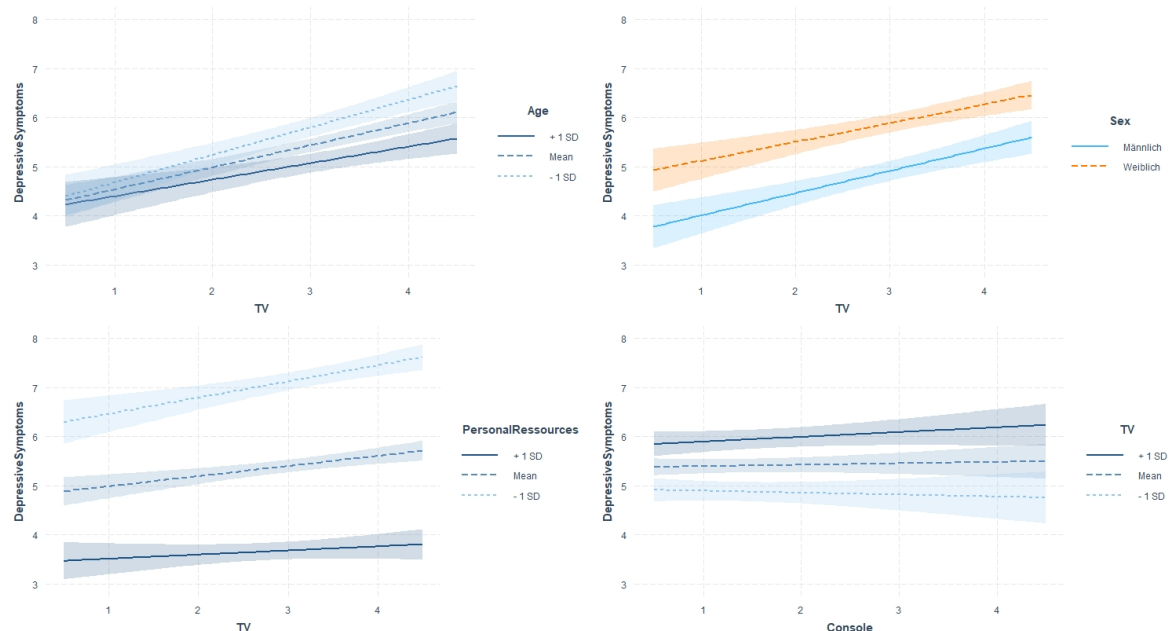 8
7
6
5
4
3
DepressiveSymptoms
1 2 3 4
TV
Age
+ 1 SD
Mean
- 1 SD
8
7
6
5
4
3
DepressiveSymptoms
1 2 3 4
TV
Sex
Männlich
Weiblich
8
7
6
5
4
3
DepressiveSymptoms
1 2 3 4
TV
PersonalRessources
+ 1 SD
Mean
- 1 SD
8
7
6
5
4
3
DepressiveSymptoms
1 2 3 4
Console
TV
+ 1 SD
Mean
- 1 SD